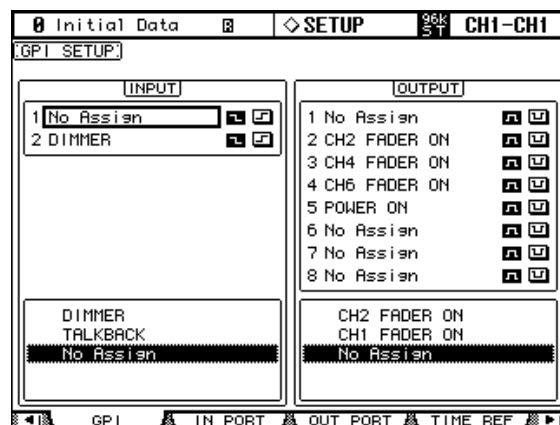 0 Initial Data R SETUP 96k ST CH1-CH1
GPI SETUP
INPUT
1 No Assign
2 DIMMER
DIMMER
TALKBACK
No Assign
OUTPUT
1 No Assign
2 CH2 FADER ON
3 CH4 FADER ON
4 CH6 FADER ON
5 POWER ON
6 No Assign
7 No Assign
8 No Assign
CH2 FADER ON
CH1 FADER ON
No Assign
GPI IN PORT OUT PORT TIME REF